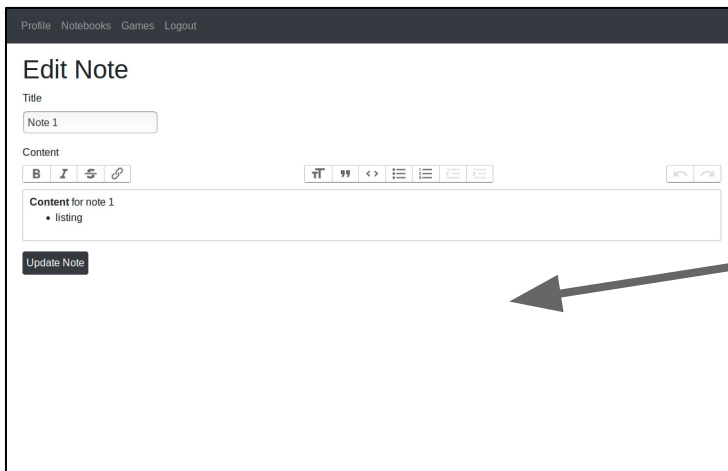 Profile Notebooks Games Logout
Edit Note
Title
Note 1
Content
B I S
T T " <>
Content for note 1
• listing
Update Note